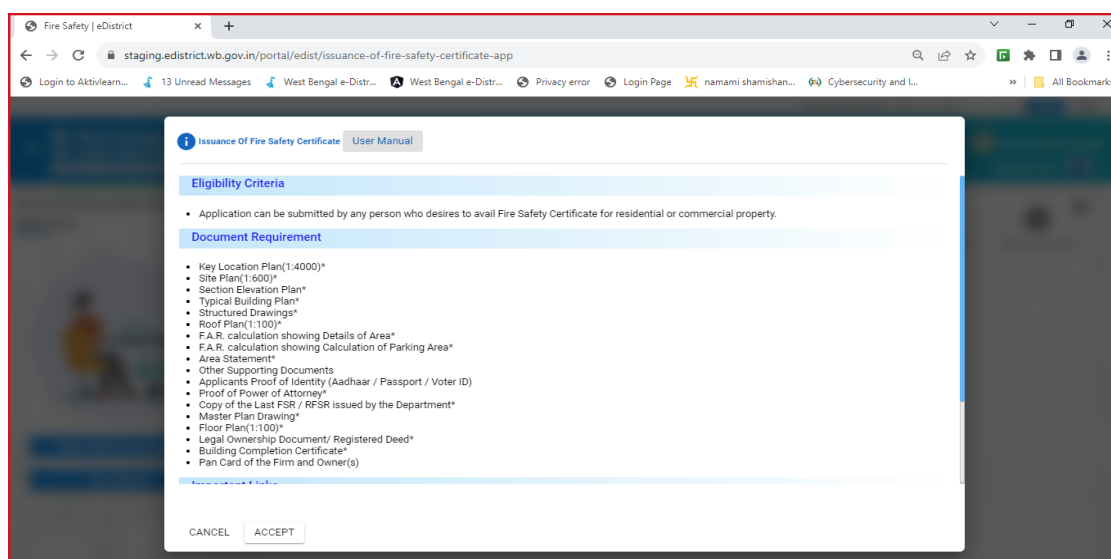 Fire Safety | eDistrict
staging.edistrict.wb.gov.in/portal/edist/issuance-of-fire-safety-certificate-app
Login to Aktivlearn... 13 Unread Messages West Bengal e-Distr... West Bengal e-Distr... Privacy error Login Page namami shamishan... Cybersecurity and I... » All Bookmarks
Issuance Of Fire Safety Certificate User Manual
Eligibility Criteria
• Application can be submitted by any person who desires to avail Fire Safety Certificate for residential or commercial property.
Document Requirement
• Key Location Plan(1:4000)*
• Site Plan(1:600)*
• Section Elevation Plan*
• Typical Building Plan*
• Structured Drawings*
• Roof Plan(1:100)*
• F.A.R. calculation showing Details of Area*
• F.A.R. calculation showing Calculation of Parking Area*
• Area Statement*
• Other Supporting Documents
• Applicants Proof of Identity (Aadhaar / Passport / Voter ID)
• Proof of Power of Attorney*
• Copy of the Last FSR / RFSR issued by the Department*
• Master Plan Drawing*
• Floor Plan(1:100)*
• Legal Ownership Document/ Registered Deed*
• Building Completion Certificate*
• Pan Card of the Firm and Owner(s)
Important Links
CANCEL ACCEPT